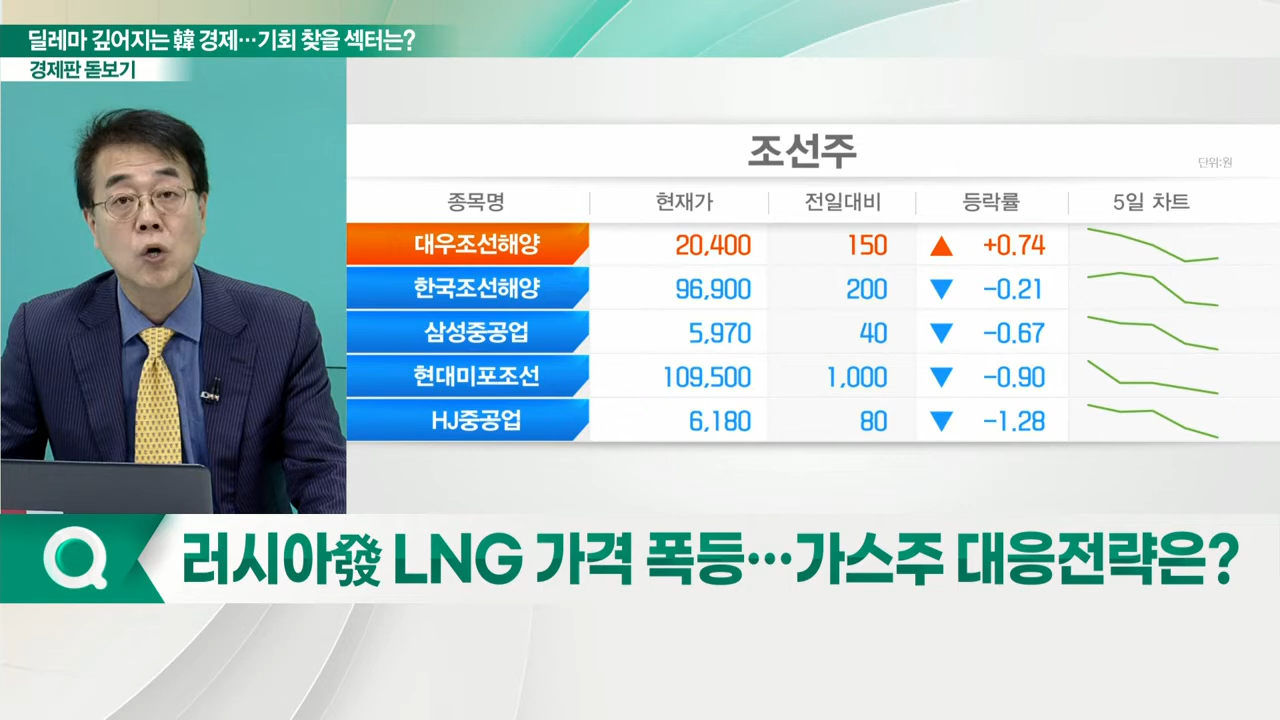 딜레마 깊어지는 韓 경제…기회 찾을 섹터는?
경제판 돋보기
조선주
단위:원
종목명 현재가 전일대비 등락률 5일 차트
대우조선해양 20,400 150 ▲ +0.74
한국조선해양 96,900 200 ▼ -0.21
삼성중공업 5,970 40 ▼ -0.67
현대미포조선 109,500 1,000 ▼ -0.90
HJ중공업 6,180 80 ▼ -1.28
러시아發 LNG 가격 폭등…가스주 대응전략은?